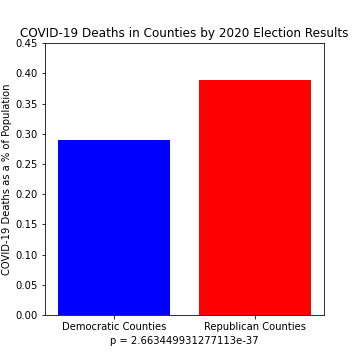 COVID-19 Deaths in Counties by 2020 Election Results
COVID-19 Deaths as a % of Population
0.45
0.40
0.35
0.30
0.25
0.20
0.15
0.10
0.05
0.00
Democratic Counties
Republican Counties
p = 2.663449931277113e-37